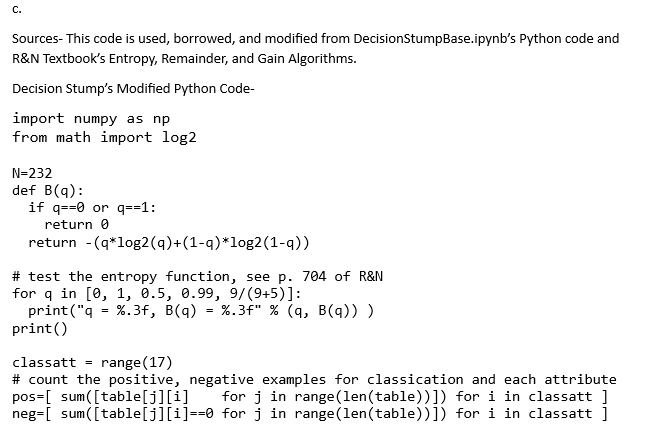 c.
Sources- This code is used, borrowed, and modified from DecisionStumpBase.ipynb's Python code and
R&N Textbook's Entropy, Remainder, and Gain Algorithms.
Decision Stump's Modified Python Code-
import numpy as np
from math import log2
N=232
def B(q):
  if q==0 or q==1:
    return 0
  return -(q*log2(q)+(1-q)*log2(1-q))
# test the entropy function, see p. 704 of R&N
for q in [0, 1, 0.5, 0.99, 9/(9+5)]:
  print("q = %.3f, B(q) = %.3f" % (q, B(q)) )
print()
classatt = range(17)
# count the positive, negative examples for classication and each attribute
pos=[ sum([table[j][i]    for j in range(len(table))]) for i in classatt ]
neg=[ sum([table[j][i]==0 for j in range(len(table))]) for i in classatt ]